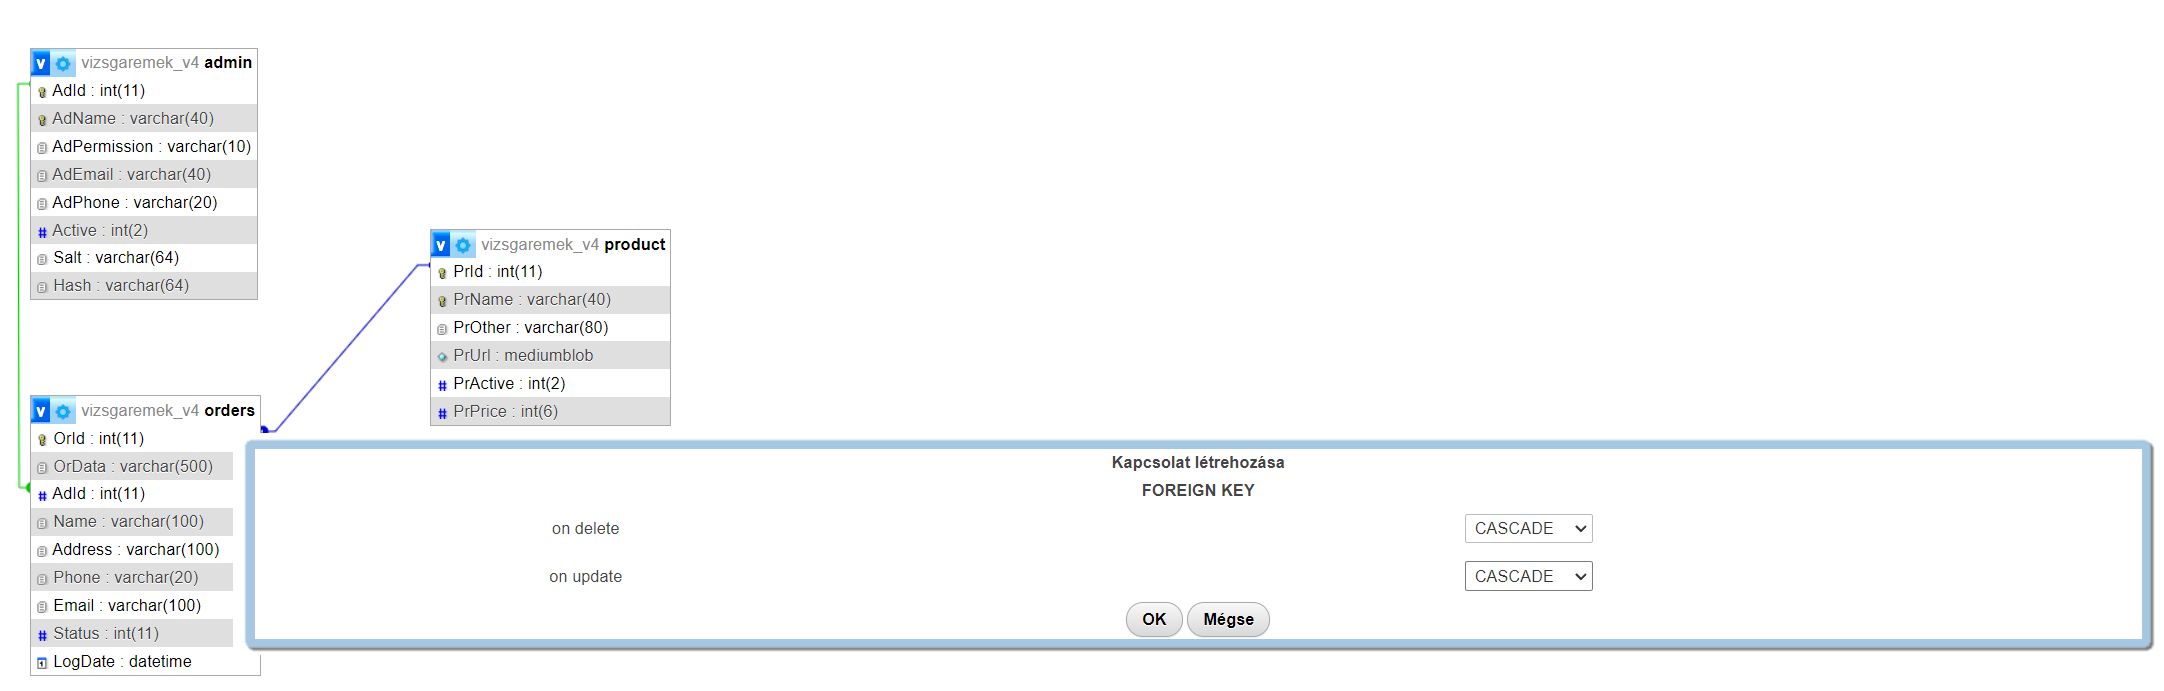 v vizsgaremek_v4 admin
AdId : int(11)
AdName : varchar(40)
AdPermission : varchar(10)
AdEmail : varchar(40)
AdPhone : varchar(20)
Active : int(2)
Salt : varchar(64)
Hash : varchar(64)
v vizsgaremek_v4 product
PrId : int(11)
PrName : varchar(40)
PrOther : varchar(80)
PrUrl : mediumblob
PrActive : int(2)
PrPrice : int(6)
v vizsgaremek_v4 orders
OrId : int(11)
OrData : varchar(500)
AdId : int(11)
Name : varchar(100)
Address : varchar(100)
Phone : varchar(20)
Email : varchar(100)
Status : int(11)
LogDate : datetime
Kapcsolat létrehozása
FOREIGN KEY
on delete CASCADE
on update CASCADE
OK Mégse